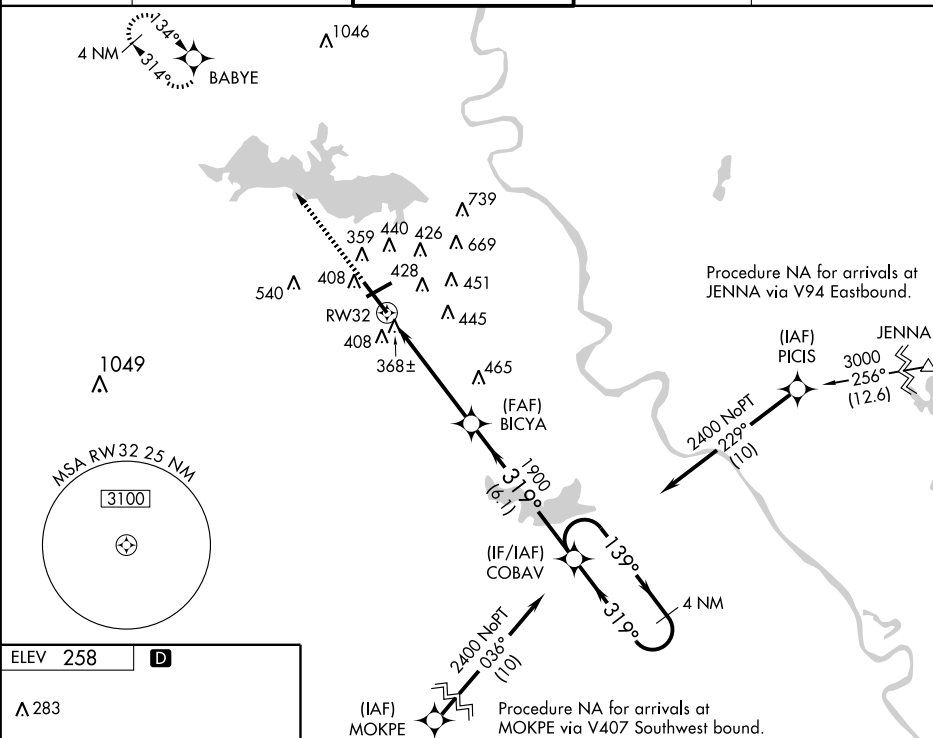 134°
4 NM
314°
BABYE
1046
739
359
440
426
669
540
408
428
451
RW32
445
408
368±
465
1049
Procedure NA for arrivals at
JENNA via V94 Eastbound.
(IAF)
PICIS
JENNA
3000
256°
(12.6)
2400 NoPT
229°
(10)
(FAF)
BICYA
1900
319°
(6.1)
MSA RW32 25 NM
3100
(IF/IAF)
COBAV
139°
319°
4 NM
2400 NoPT
036°
(10)
(IAF)
MOKPE
Procedure NA for arrivals at
MOKPE via V407 Southwest bound.
ELEV 258 D
283